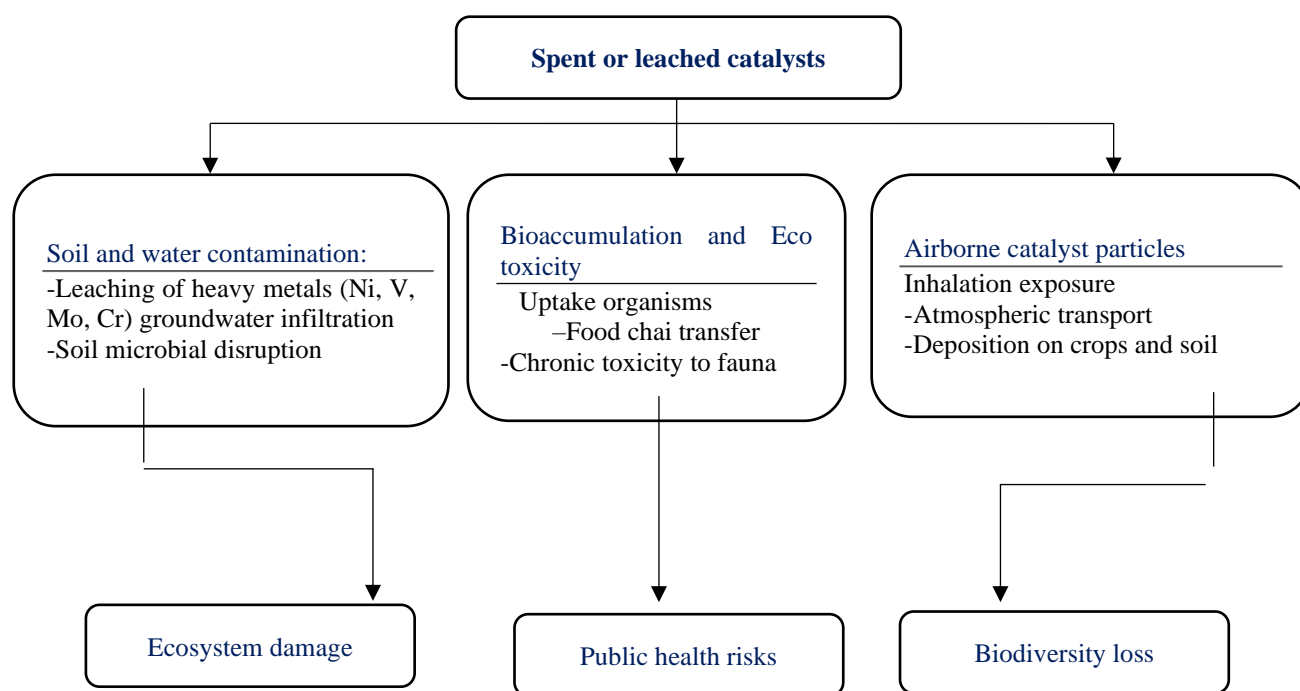 Spent or leached catalysts
Soil and water contamination:
-Leaching of heavy metals (Ni, V,
Mo, Cr) groundwater infiltration
-Soil microbial disruption
Bioaccumulation and Eco
toxicity
Uptake organisms
–Food chai transfer
-Chronic toxicity to fauna
Airborne catalyst particles
Inhalation exposure
-Atmospheric transport
-Deposition on crops and soil
Ecosystem damage
Public health risks
Biodiversity loss